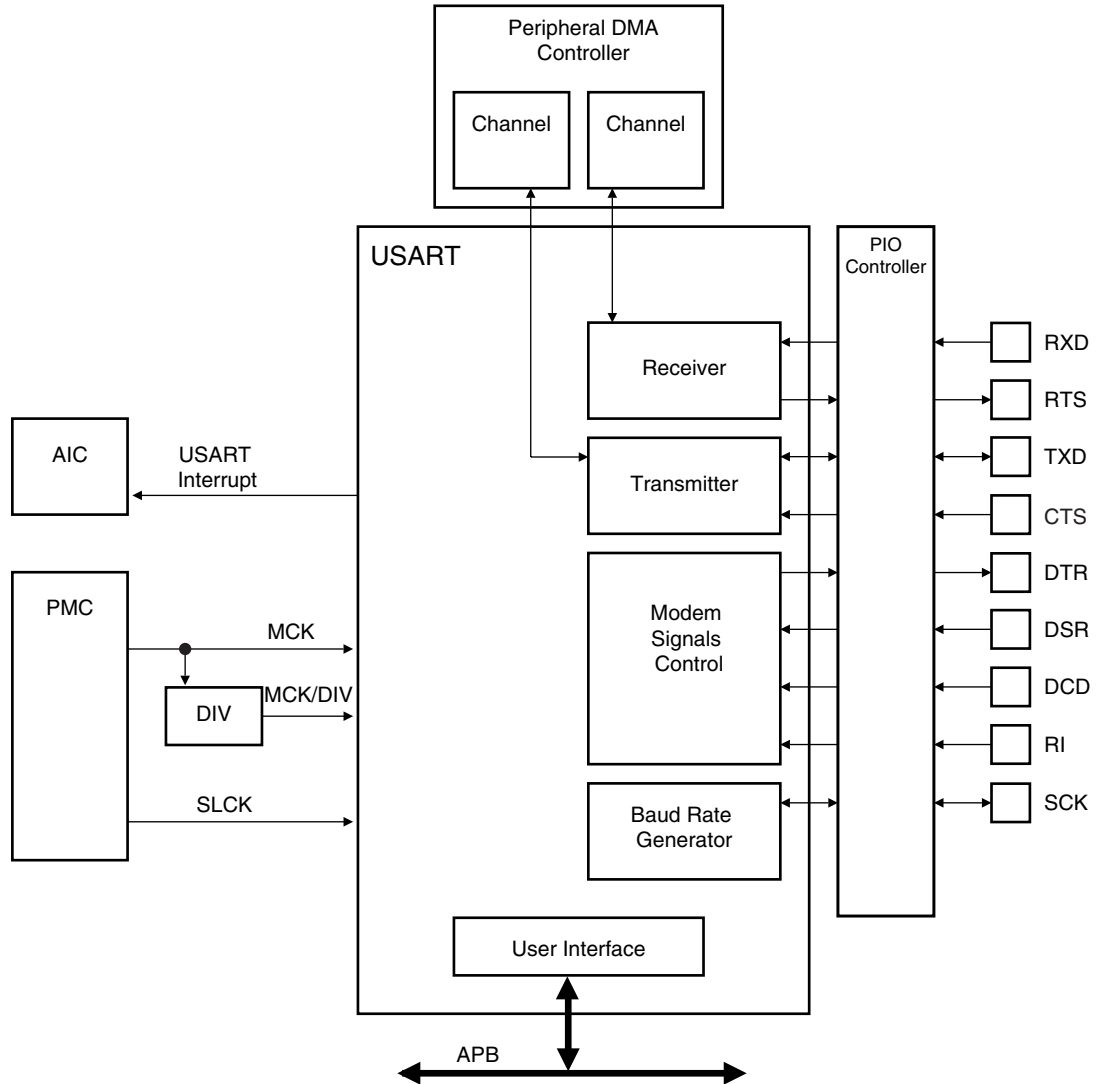 Peripheral DMA
Controller
Channel
Channel
USART
PIO
Controller
Receiver
RXD
RTS
AIC
USART
Interrupt
Transmitter
TXD
CTS
PMC
MCK
DIV
MCK/DIV
SLCK
Modem
Signals
Control
DTR
DSR
DCD
RI
Baud Rate
Generator
SCK
User Interface
APB